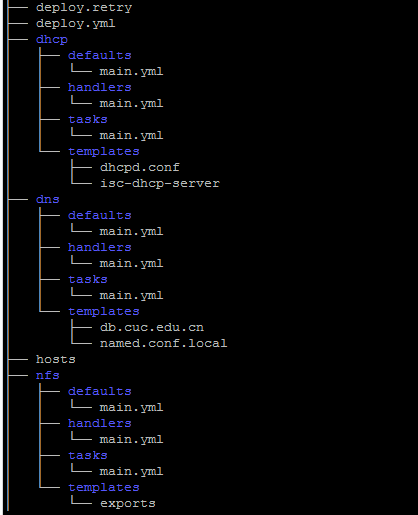 ├── deploy.retry
├── deploy.yml
├── dhcp
│   ├── defaults
│   │   └── main.yml
│   ├── handlers
│   │   └── main.yml
│   ├── tasks
│   │   └── main.yml
│   └── templates
│       ├── dhcpd.conf
│       └── isc-dhcp-server
├── dns
│   ├── defaults
│   │   └── main.yml
│   ├── handlers
│   │   └── main.yml
│   ├── tasks
│   │   └── main.yml
│   └── templates
│       ├── db.cuc.edu.cn
│       └── named.conf.local
├── hosts
├── nfs
│   ├── defaults
│   │   └── main.yml
│   ├── handlers
│   │   └── main.yml
│   ├── tasks
│   │   └── main.yml
│   └── templates
│       └── exports